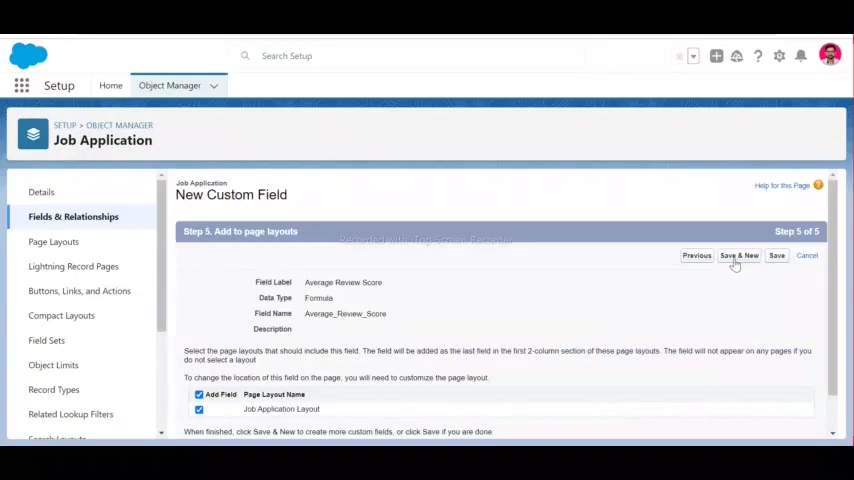 Search Setup
Setup
Home
Object Manager
SETUP > OBJECT MANAGER
Job Application
Details
Fields & Relationships
Page Layouts
Lightning Record Pages
Buttons, Links, and Actions
Compact Layouts
Field Sets
Object Limits
Record Types
Related Lookup Filters
Search Layouts
Job Application
New Custom Field
Help for this Page
Step 5. Add to page layouts
Step 5 of 5
Recorded with iTop Screen Recorder
Previous
Save & New
Save
Cancel
Field Label Average Review Score
Data Type Formula
Field Name Average_Review_Score
Description
Select the page layouts that should include this field. The field will be added as the last field in the first 2-column section of these page layouts. The field will not appear on any pages if you
do not select a layout
To change the location of this field on the page, you will need to customize the page layout.
Add Field Page Layout Name
Job Application Layout
When finished, click Save & New to create more custom fields, or click Save if you are done